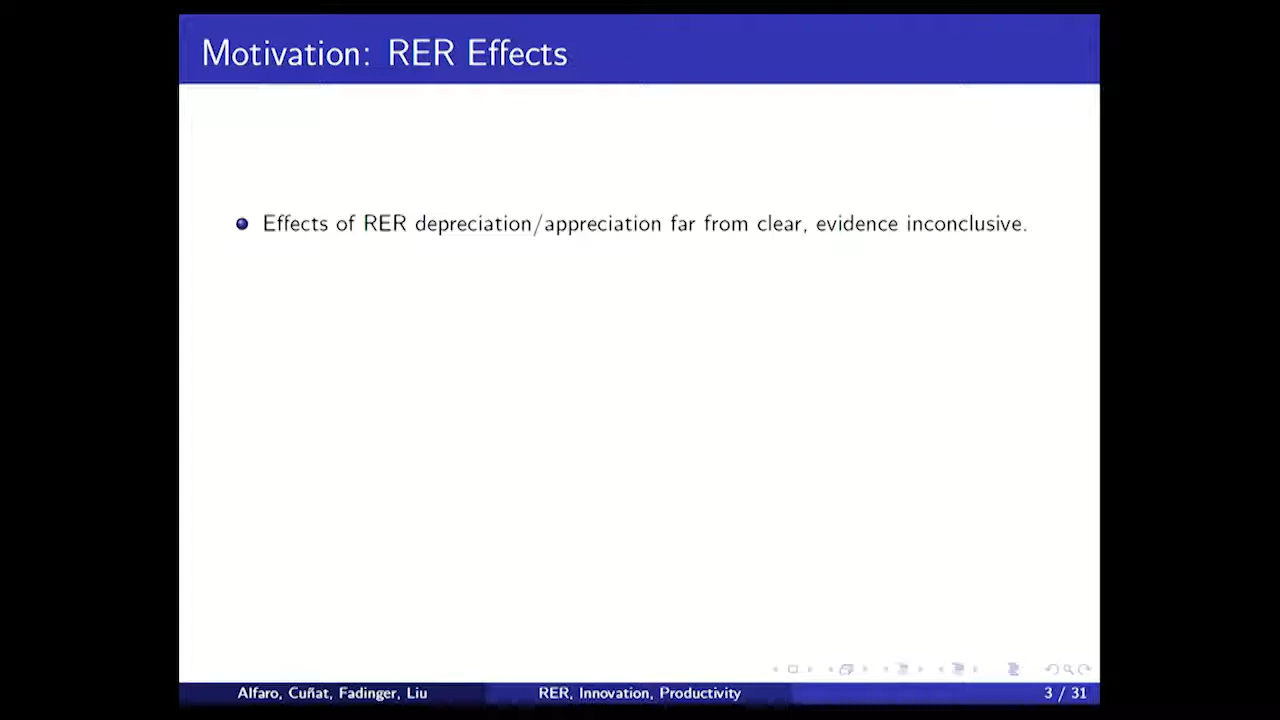 Motivation: RER Effects
Effects of RER depreciation/appreciation far from clear, evidence inconclusive.
Alfaro, Cuñat, Fadinger, Liu
RER, Innovation, Productivity
3 / 31